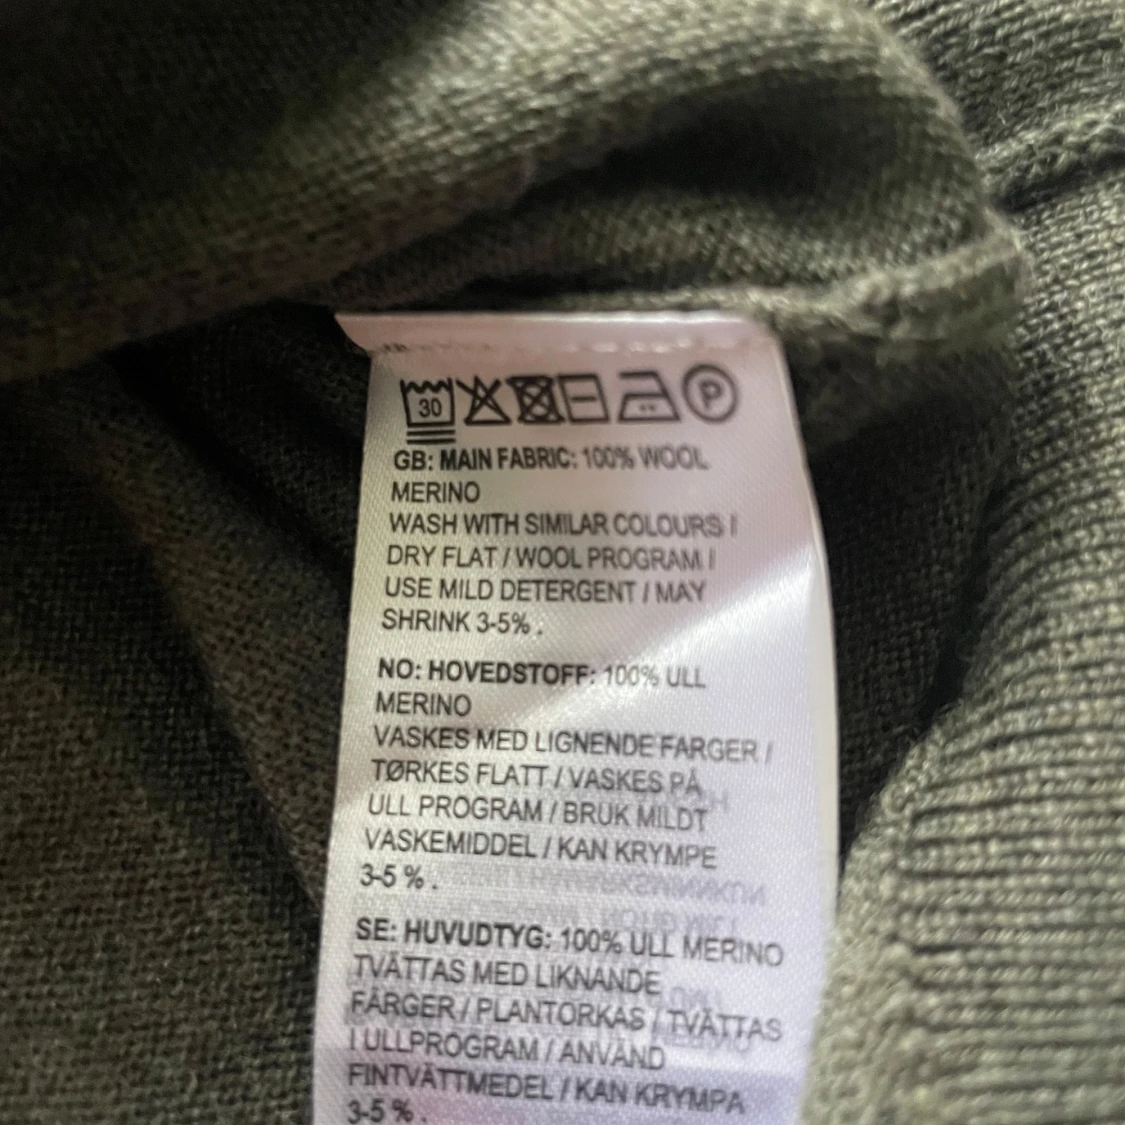 30 P
GB: MAIN FABRIC: 100% WOOL
MERINO
WASH WITH SIMILAR COLOURS /
DRY FLAT / WOOL PROGRAM /
USE MILD DETERGENT / MAY
SHRINK 3-5% .
NO: HOVEDSTOFF: 100% ULL
MERINO
VASKES MED LIGNENDE FARGER /
TØRKES FLATT / VASKES PÅ
ULL PROGRAM / BRUK MILDT
VASKEMIDDEL / KAN KRYMPE
3-5 % .
SE: HUVUDTYG: 100% ULL MERINO
TVÄTTAS MED LIKNANDE
FÄRGER / PLANTORKAS / TVÄTTAS
I ULLPROGRAM / ANVÄND
FINTVÄTTMEDEL / KAN KRYMPA
3-5 % .